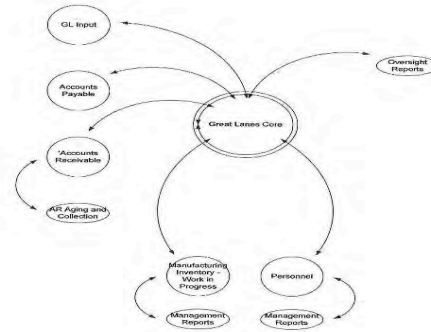 GL Input
Oversight
Reports
Accounts
Payable
Great Lanes Core
'Accounts
Receivable
AR Aging and
Collection
Manufacturing
Inventory -
Work in
Progress
Personnel
Management
Reports
Management
Reports